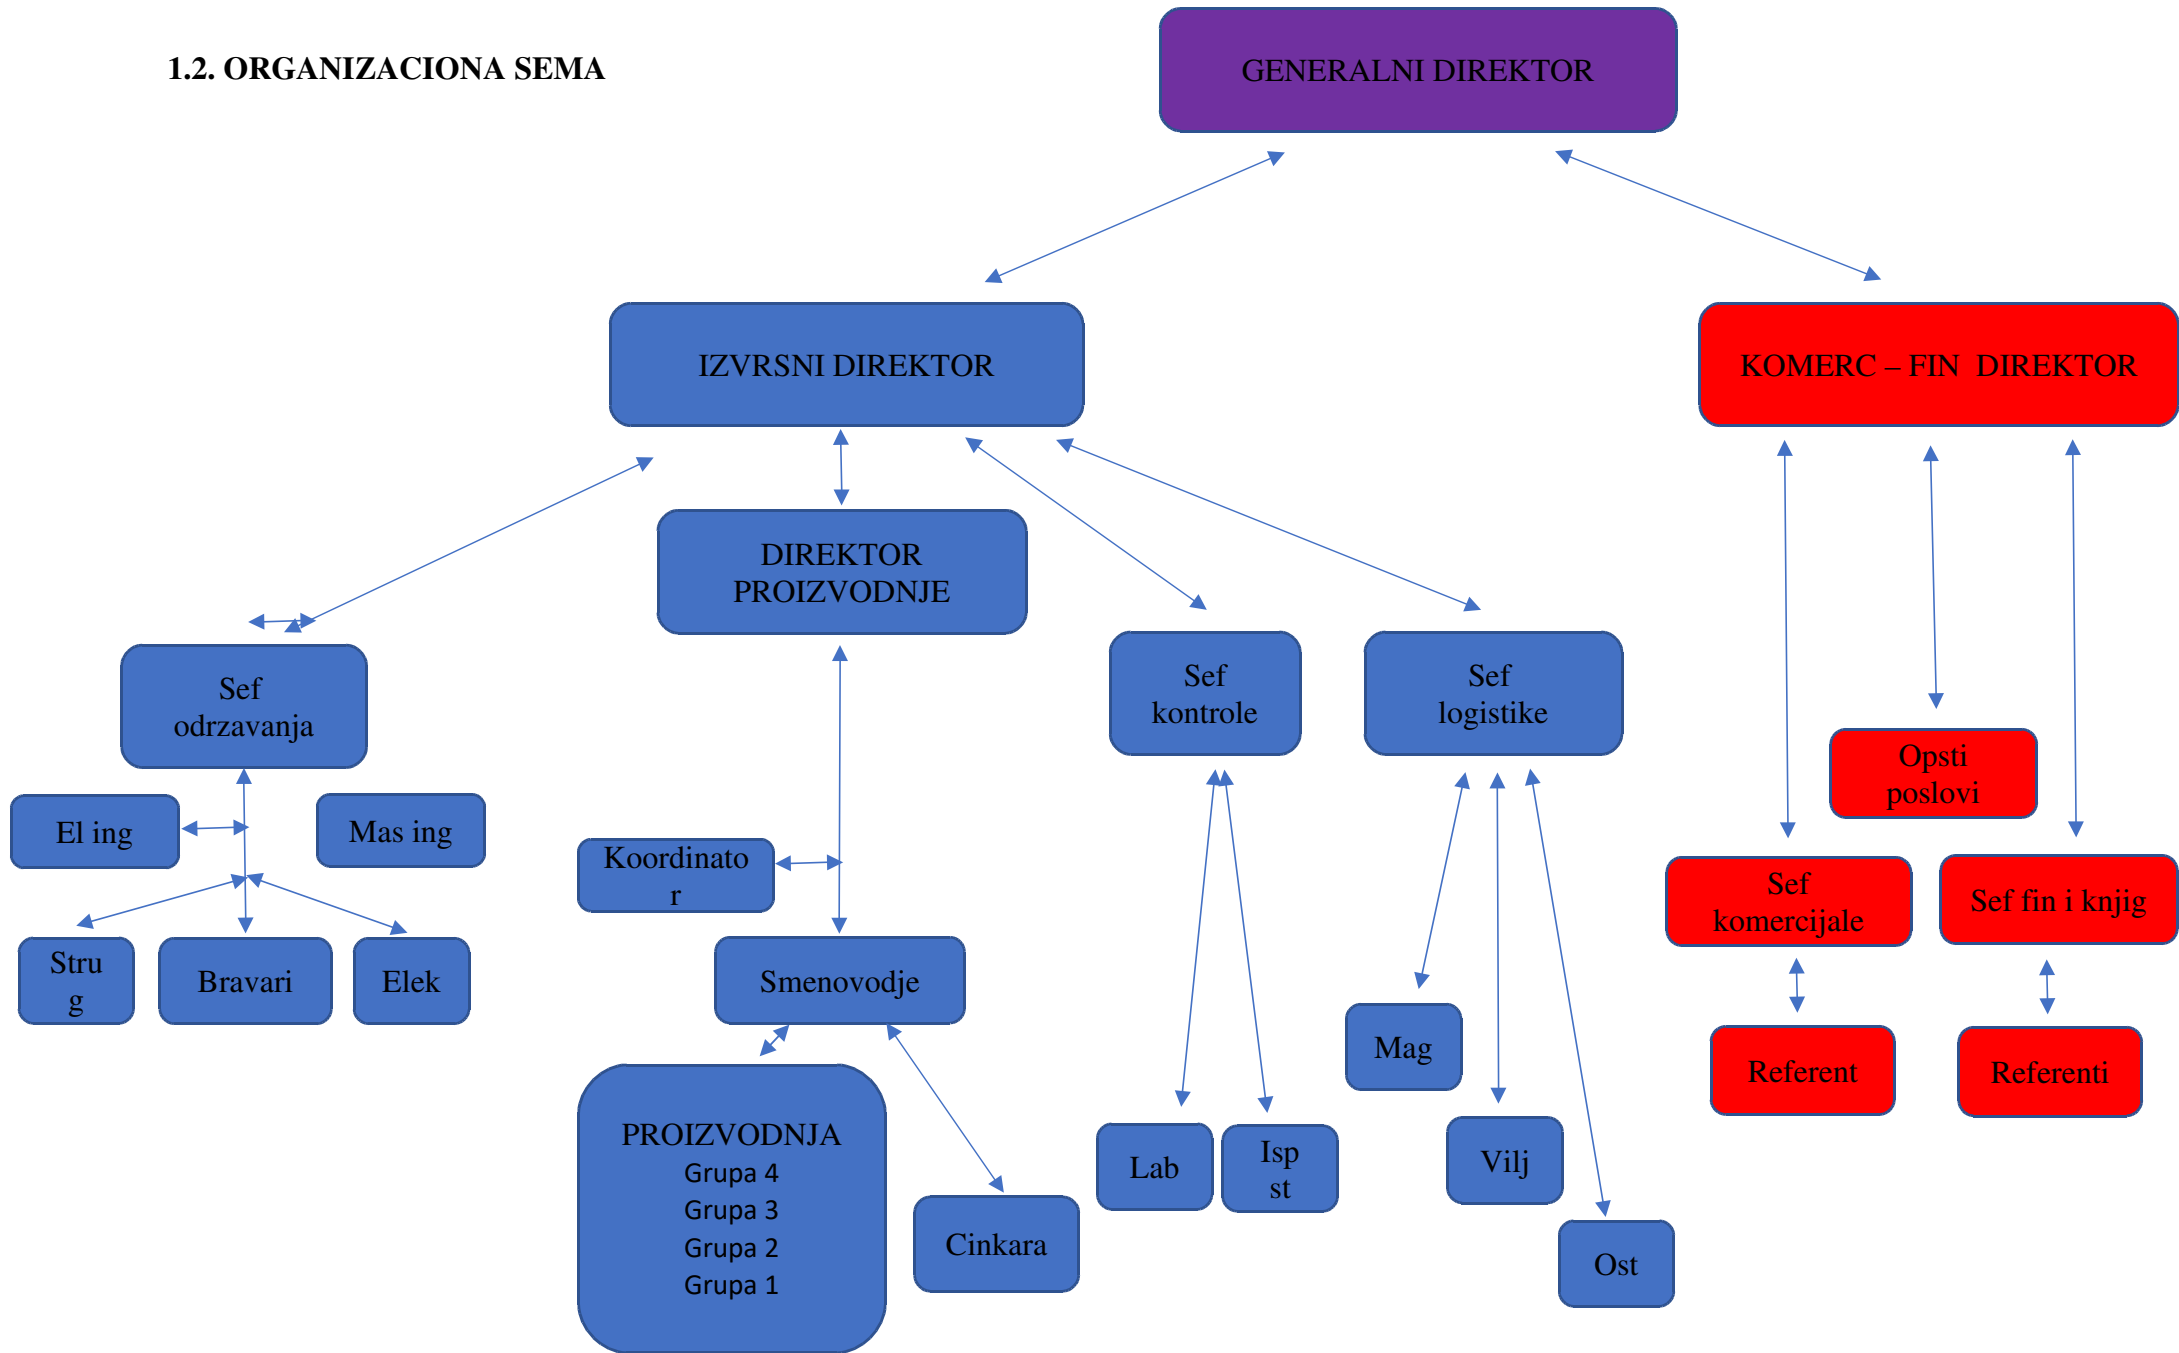 1.2. ORGANIZACIONA SEMA
GENERALNI DIREKTOR
IZVRSNI DIREKTOR
KOMERC – FIN  DIREKTOR
DIREKTOR
PROIZVODNJE
Sef
odrzavanja
Sef
kontrole
Sef
logistike
Opsti
poslovi
El ing
Mas ing
Koordinato
r
Sef
komercijale
Sef fin i knjig
Stru
g
Bravari
Elek
Smenovodje
Mag
Referent
Referenti
PROIZVODNJA
Grupa 4
Grupa 3
Grupa 2
Grupa 1
Lab
Isp
st
Vilj
Cinkara
Ost